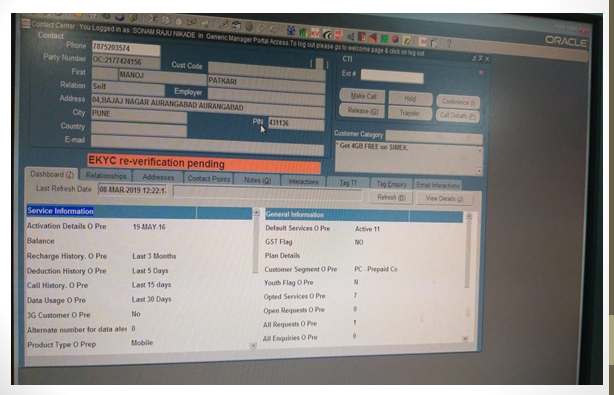 Contact Center : You Logged in as :SONAM RAJU NIKADE in Generic Manager Portal Access.To log out please go to welcome page & click on log out
ORACLE
Contact
Phone 7875203574
Party Number OC:2177424156 Cust Code
First MANOJ PATKARI
Relation Self Employer
Address 04,BAJAJ NAGAR AURANGABAD AURANGABAD
City PUNE PIN 431136
Country
E-mail
CTI
Ext #
Make Call Hold Conference (I)
Release (G) Transfer Call Details (P)
Customer Category
* Get 4GB FREE on SIMEX,
EKYC re-verification pending
Dashboard (Z) Relationships Addresses Contact Points Notes (Q) Interactions Tag TT Tag Enquiry Email Interactions
Last Refresh Date 08-MAR-2019 12:22:1 Refresh (B) View Details (J)
Service Information
Activation Details O Pre 19-MAY-16
Balance
Recharge History. O Pre Last 3 Months
Deduction History O Pre Last 5 Days
Call History. O Pre Last 15 days
Data Usage O Pre Last 30 Days
3G Customer O Pre No
Alternate number for data ale 0
Product Type O Prep Mobile
General Information
Default Services O Pre Active 11
GST Flag NO
Plan Details
Customer Segment O Pre PC - Prepaid Co
Youth Flag O Pre N
Opted Services O Pre 7
Open Requests O Pre 0
All Requests O Pre 1
All Enquiries O Pre 0